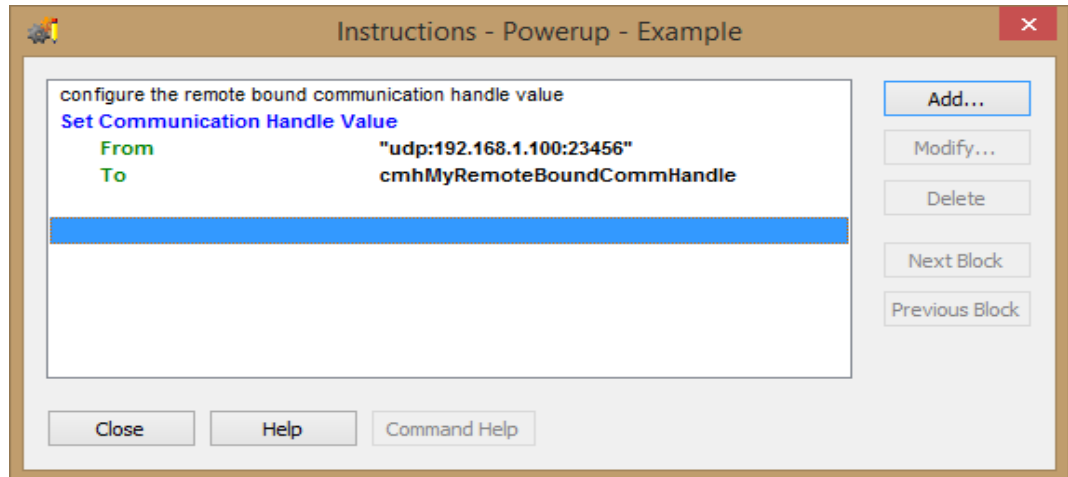 Instructions - Powerup - Example
configure the remote bound communication handle value
Set Communication Handle Value
From "udp:192.168.1.100:23456"
To cmhMyRemoteBoundCommHandle
Add...
Modify...
Delete
Next Block
Previous Block
Close Help Command Help